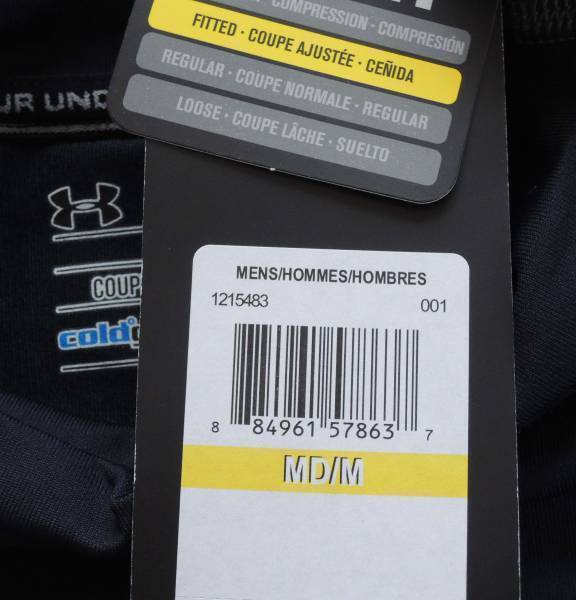 COMPRESSION · COMPRESIÓN
FITTED · COUPE AJUSTÉE · CEÑIDA
REGULAR · COUPE NORMALE · REGULAR
LOOSE · COUPE LÂCHE · SUELTO
UR UND
COUP
cold
MENS/HOMMES/HOMBRES
1215483 001
8 84961 57863 7
MD/M